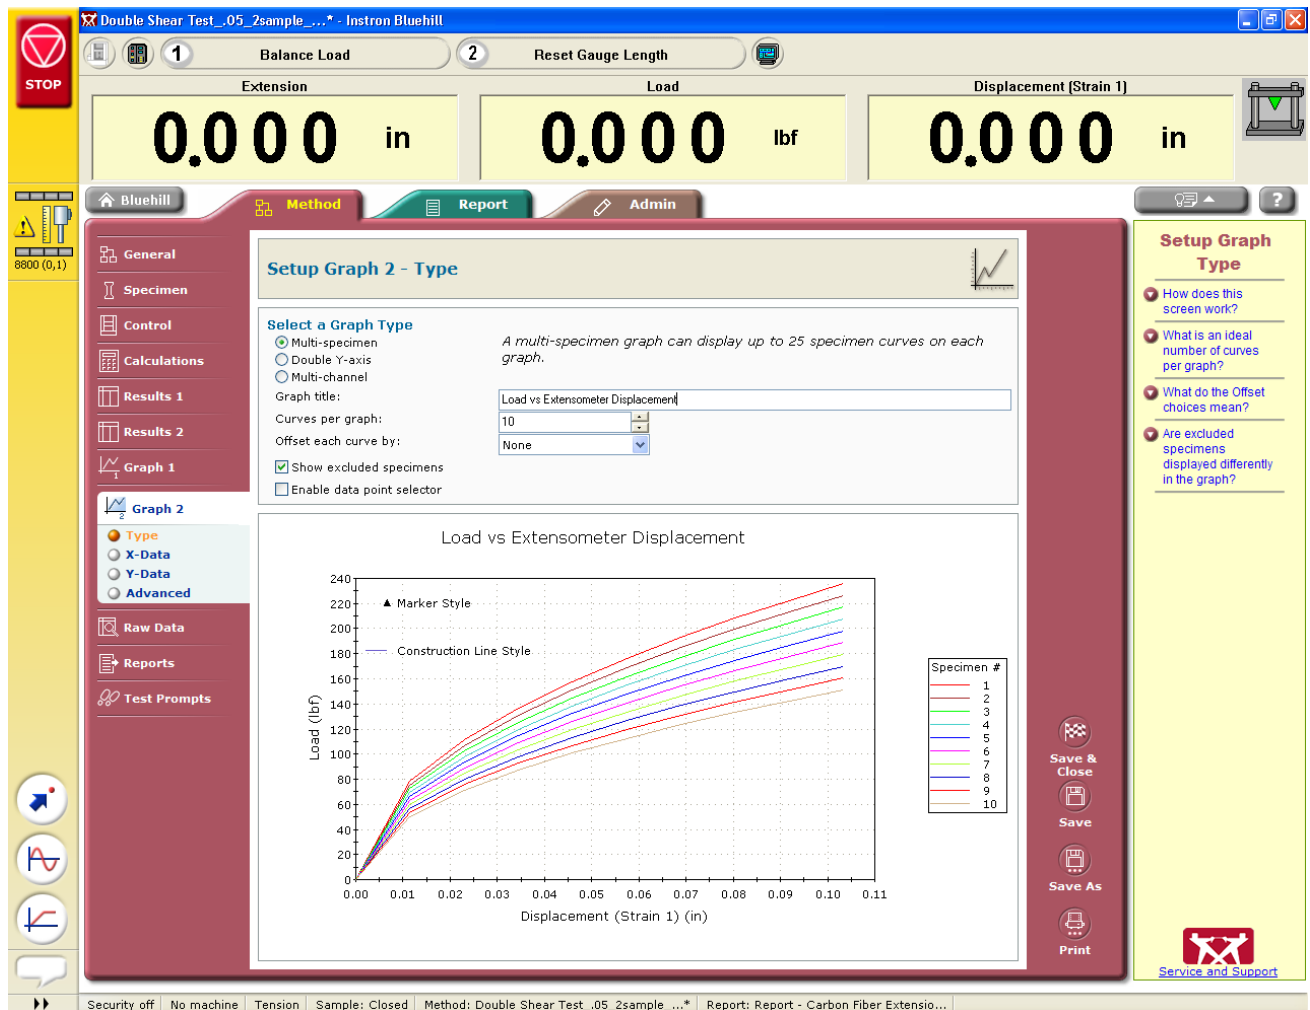 Double Shear Test_.05_2sample_...* - Instron Bluehill
STOP
1 Balance Load
2 Reset Gauge Length
Extension
Load
Displacement (Strain 1)
0.000 in
0.000 lbf
0.000 in
8800 (0,1)
Bluehill
Method
Report
Admin
?
General
Specimen
Control
Calculations
Results 1
Results 2
1 Graph 1
2 Graph 2
Type
X-Data
Y-Data
Advanced
Raw Data
Reports
Test Prompts
Setup Graph 2 - Type
Select a Graph Type
Multi-specimen
Double Y-axis
Multi-channel
A multi-specimen graph can display up to 25 specimen curves on each
graph.
Graph title: Load vs Extensometer Displacement
Curves per graph: 10
Offset each curve by: None
Show excluded specimens
Enable data point selector
Load vs Extensometer Displacement
Marker Style
Construction Line Style
Load (lbf)
240
220
200
180
160
140
120
100
80
60
40
20
0
0.00 0.01 0.02 0.03 0.04 0.05 0.06 0.07 0.08 0.09 0.10 0.11
Displacement (Strain 1) (in)
Specimen #
1
2
3
4
5
6
7
8
9
10
Save &
Close
Save
Save As
Print
Setup Graph
Type
How does this
screen work?
What is an ideal
number of curves
per graph?
What do the Offset
choices mean?
Are excluded
specimens
displayed differently
in the graph?
Service and Support
Security off No machine Tension Sample: Closed Method: Double Shear Test_.05_2sample_...* Report: Report - Carbon Fiber Extensio...